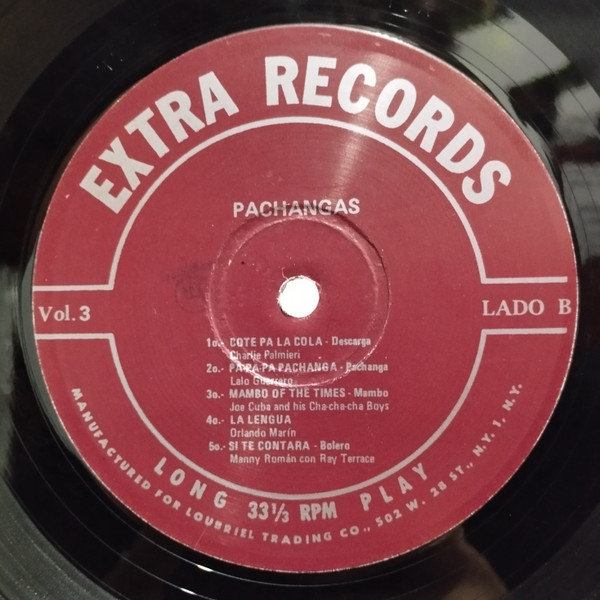 EXTRA RECORDS
PACHANGAS
Vol. 3
LADO B
1o.- COTE PA LA COLA - Descarga
Charlie Palmieri
2o.- PA-PA-PA PACHANGA - Pachanga
Lalo Guerrero
3o.- MAMBO OF THE TIMES - Mambo
Joe Cuba and his Cha-cha-cha Boys
4o.- LA LENGUA
Orlando Marín
5o.- SI TE CONTARA - Bolero
Manny Román con Ray Terrace
LONG 33⅓ RPM PLAY
MANUFACTURED FOR LOUBRIEL TRADING CO., 502 W. 28 ST., N.Y. 1, N.Y.